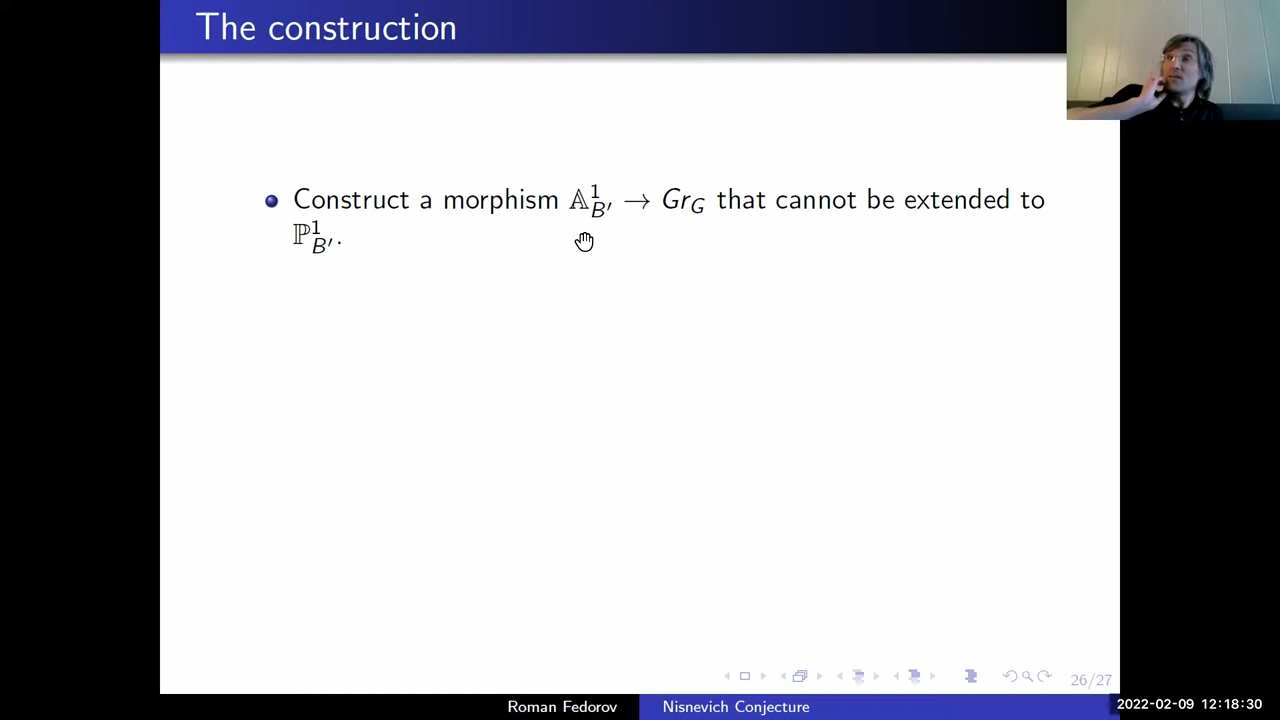 The construction
Construct a morphism 𝔸¹_{B′} → Gr_G that cannot be extended to
ℙ¹_{B′}.
26/27
Roman Fedorov
Nisnevich Conjecture
2022-02-09 12:18:30